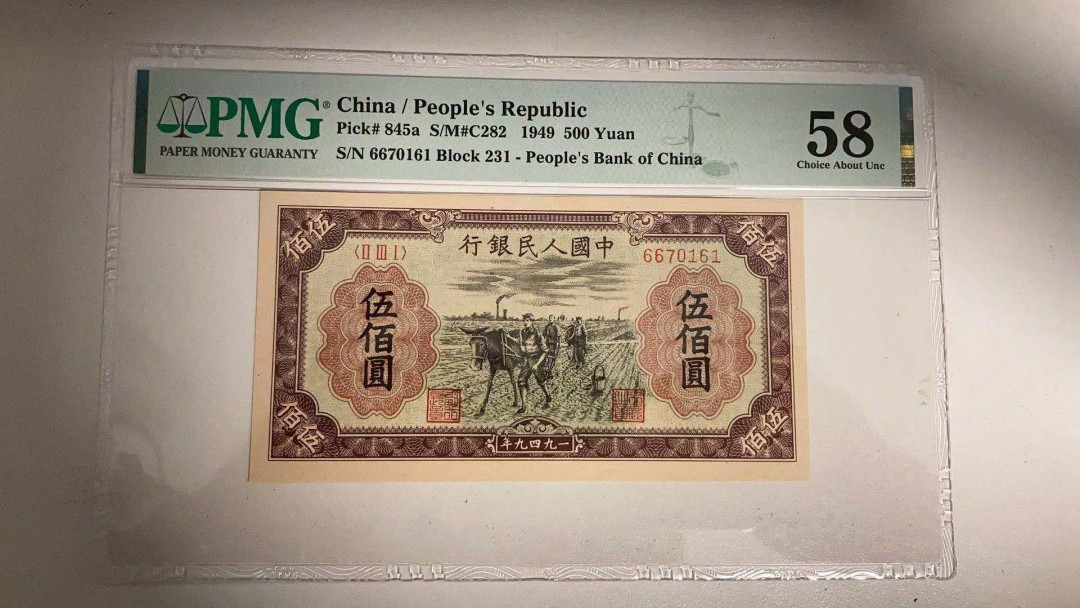 PMG®
PAPER MONEY GUARANTY
China / People's Republic
Pick# 845a S/M#C282 1949 500 Yuan
S/N 6670161 Block 231 - People's Bank of China
58
Choice About Unc
佰伍
行銀民人國中
佰伍
〈II III I〉
6670161
伍佰圓
伍佰圓
佰伍
年九四九一
佰伍